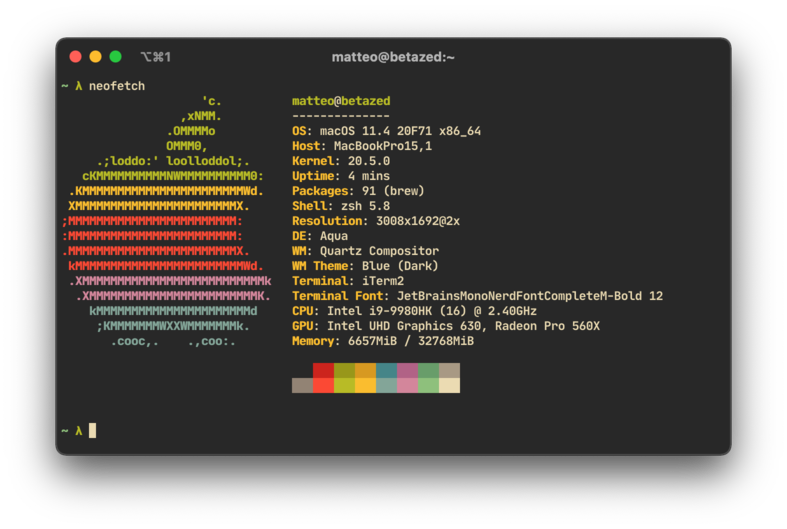 ⌥⌘1 matteo@betazed:~
~ λ neofetch
'c. matteo@betazed
,xNMM. --------------
.OMMMMo OS: macOS 11.4 20F71 x86_64
OMMM0, Host: MacBookPro15,1
.;loddo:' loolloddol;. Kernel: 20.5.0
cKMMMMMMMMMMNWMMMMMMMMMM0: Uptime: 4 mins
.KMMMMMMMMMMMMMMMMMMMMMMMWd. Packages: 91 (brew)
XMMMMMMMMMMMMMMMMMMMMMMMX. Shell: zsh 5.8
;MMMMMMMMMMMMMMMMMMMMMMMM: Resolution: 3008x1692@2x
:MMMMMMMMMMMMMMMMMMMMMMMM: DE: Aqua
.MMMMMMMMMMMMMMMMMMMMMMMMX. WM: Quartz Compositor
kMMMMMMMMMMMMMMMMMMMMMMMMWd. WM Theme: Blue (Dark)
.XMMMMMMMMMMMMMMMMMMMMMMMMMMk Terminal: iTerm2
.XMMMMMMMMMMMMMMMMMMMMMMMMK. Terminal Font: JetBrainsMonoNerdFontCompleteM-Bold 12
kMMMMMMMMMMMMMMMMMMMMMMd CPU: Intel i9-9980HK (16) @ 2.40GHz
;KMMMMMMMWXXWMMMMMMMk. GPU: Intel UHD Graphics 630, Radeon Pro 560X
.cooc,. .,coo:. Memory: 6657MiB / 32768MiB
~ λ